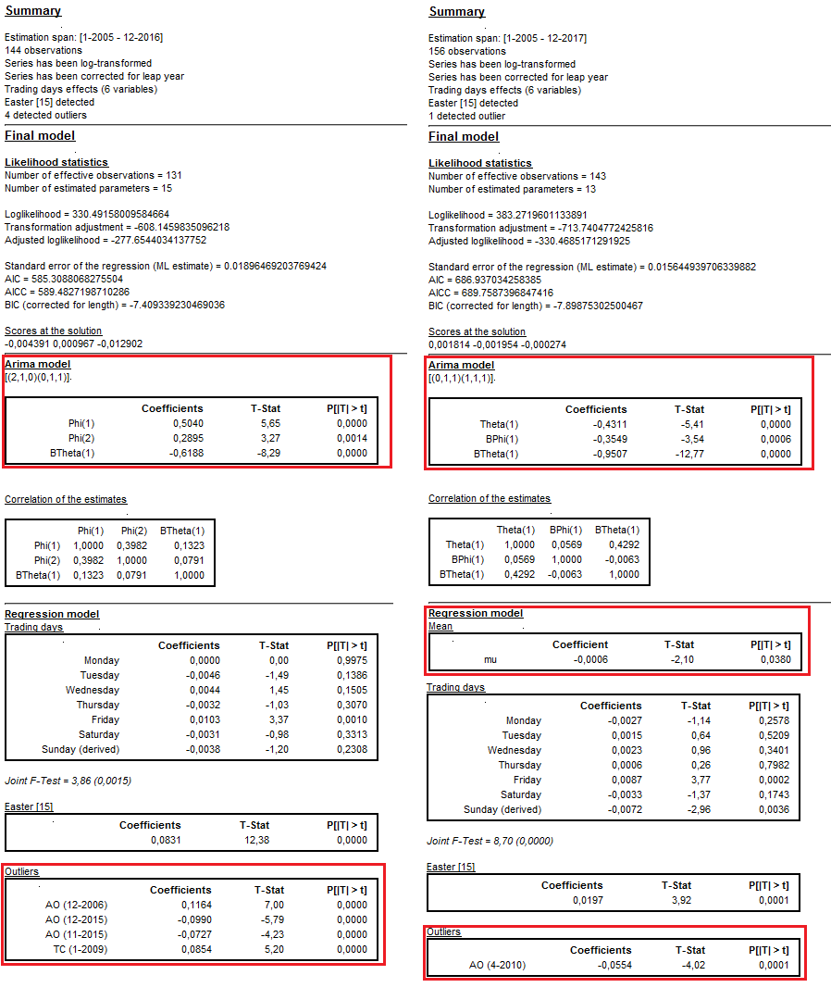 Summary
Estimation span: [1-2005 - 12-2016]
144 observations
Series has been log-transformed
Series has been corrected for leap year
Trading days effects (6 variables)
Easter [15] detected
4 detected outliers
Final model
Likelihood statistics
Number of effective observations = 131
Number of estimated parameters = 15
Loglikelihood = 330.49158009584664
Transformation adjustment = -608.1459835096218
Adjusted loglikelihood = -277.6544034137752
Standard error of the regression (ML estimate) = 0.01896469203769424
AIC = 585.3088068275504
AICC = 589.4827198710286
BIC (corrected for length) = -7.409339230469036
Scores at the solution
-0,004391 0,000967 -0,012902
Arima model
[(2,1,0)(0,1,1)].
Coefficients T-Stat P[|T| > t]
Phi(1) 0,5040 5,65 0,0000
Phi(2) 0,2895 3,27 0,0014
BTheta(1) -0,6188 -8,29 0,0000
Correlation of the estimates
Phi(1) Phi(2) BTheta(1)
Phi(1) 1,0000 0,3982 0,1323
Phi(2) 0,3982 1,0000 0,0791
BTheta(1) 0,1323 0,0791 1,0000
Regression model
Trading days
Coefficients T-Stat P[|T| > t]
Monday 0,0000 0,00 0,9975
Tuesday -0,0046 -1,49 0,1386
Wednesday 0,0044 1,45 0,1505
Thursday -0,0032 -1,03 0,3070
Friday 0,0103 3,37 0,0010
Saturday -0,0031 -0,98 0,3313
Sunday (derived) -0,0038 -1,20 0,2308
Joint F-Test = 3,86 (0,0015)
Easter [15]
Coefficients T-Stat P[|T| > t]
0,0831 12,38 0,0000
Outliers
Coefficients T-Stat P[|T| > t]
AO (12-2006) 0,1164 7,00 0,0000
AO (12-2015) -0,0990 -5,79 0,0000
AO (11-2015) -0,0727 -4,23 0,0000
TC (1-2009) 0,0854 5,20 0,0000
Summary
Estimation span: [1-2005 - 12-2017]
156 observations
Series has been log-transformed
Series has been corrected for leap year
Trading days effects (6 variables)
Easter [15] detected
1 detected outlier
Final model
Likelihood statistics
Number of effective observations = 143
Number of estimated parameters = 13
Loglikelihood = 383.2719601133891
Transformation adjustment = -713.7404772425816
Adjusted loglikelihood = -330.4685171291925
Standard error of the regression (ML estimate) = 0.015644939706339882
AIC = 686.937034258385
AICC = 689.7587396847416
BIC (corrected for length) = -7.89875302500467
Scores at the solution
0,001814 -0,001954 -0,000274
Arima model
[(0,1,1)(1,1,1)].
Coefficients T-Stat P[|T| > t]
Theta(1) -0,4311 -5,41 0,0000
BPhi(1) -0,3549 -3,54 0,0006
BTheta(1) -0,9507 -12,77 0,0000
Correlation of the estimates
Theta(1) BPhi(1) BTheta(1)
Theta(1) 1,0000 0,0569 0,4292
BPhi(1) 0,0569 1,0000 -0,0063
BTheta(1) 0,4292 -0,0063 1,0000
Regression model
Mean
Coefficient T-Stat P[|T| > t]
mu -0,0006 -2,10 0,0380
Trading days
Coefficients T-Stat P[|T| > t]
Monday -0,0027 -1,14 0,2578
Tuesday 0,0015 0,64 0,5209
Wednesday 0,0023 0,96 0,3401
Thursday 0,0006 0,26 0,7982
Friday 0,0087 3,77 0,0002
Saturday -0,0033 -1,37 0,1743
Sunday (derived) -0,0072 -2,96 0,0036
Joint F-Test = 8,70 (0,0000)
Easter [15]
Coefficients T-Stat P[|T| > t]
0,0197 3,92 0,0001
Outliers
Coefficients T-Stat P[|T| > t]
AO (4-2010) -0,0554 -4,02 0,0001